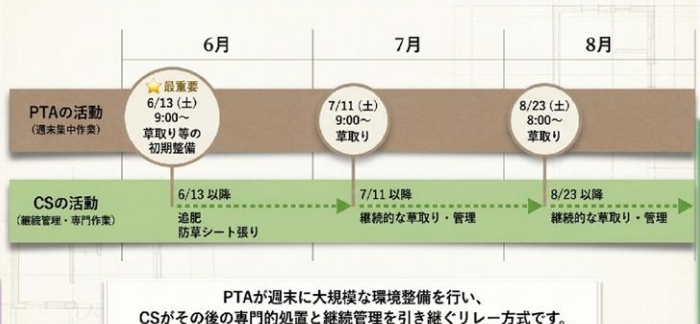 6月
7月
8月
PTAの活動
(週末集中作業)
最重要
6/13(土)
9:00～
草取り等の
初期整備
7/11(土)
9:00～
草取り
8/23(土)
8:00～
草取り
CSの活動
(継続管理・専門作業)
6/13 以降
追肥
防草シート張り
7/11 以降
継続的な草取り・管理
8/23 以降
継続的な草取り・管理
PTAが週末に大規模な環境整備を行い、
CSがその後の専門的処置と継続管理を引き継ぐリレー方式です。